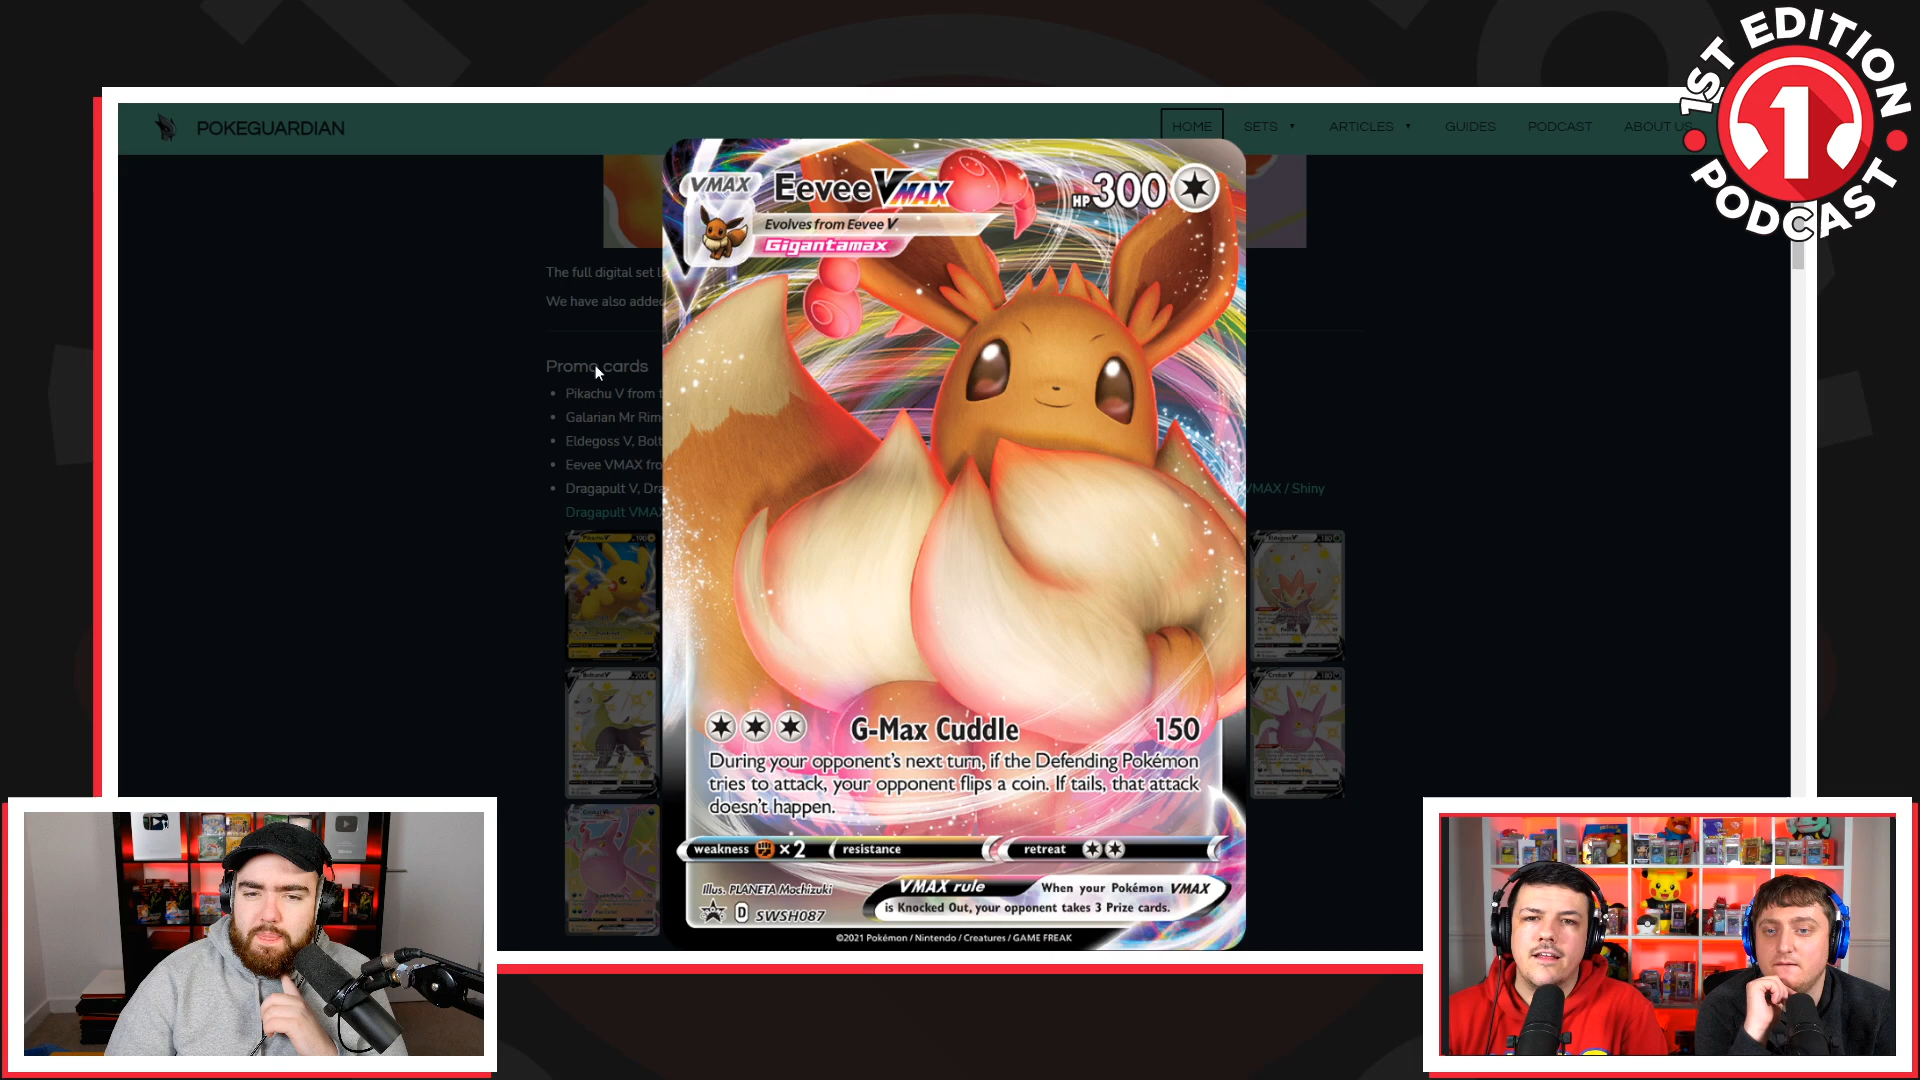 1ST EDITION
PODCAST
1
POKEGUARDIAN
HOME
SETS
ARTICLES
GUIDES
PODCAST
ABOUT US
The full digital set
We have also added
Promo cards
Pikachu V from
Galarian Mr Rim
Eldegoss V, Bolt
Eevee VMAX fro
Dragapult V, Dra
VMAX / Shiny
Dragapult VMAX
VMAX
Eevee VMAX
HP 300
Evolves from Eevee V
Gigantamax
G-Max Cuddle 150
During your opponent's next turn, if the Defending Pokémon
tries to attack, your opponent flips a coin. If tails, that attack
doesn't happen.
weakness ×2 resistance retreat
Illus. PLANETA Mochizuki
D SWSH087
VMAX rule When your Pokémon VMAX
is Knocked Out, your opponent takes 3 Prize cards.
©2021 Pokémon / Nintendo / Creatures / GAME FREAK